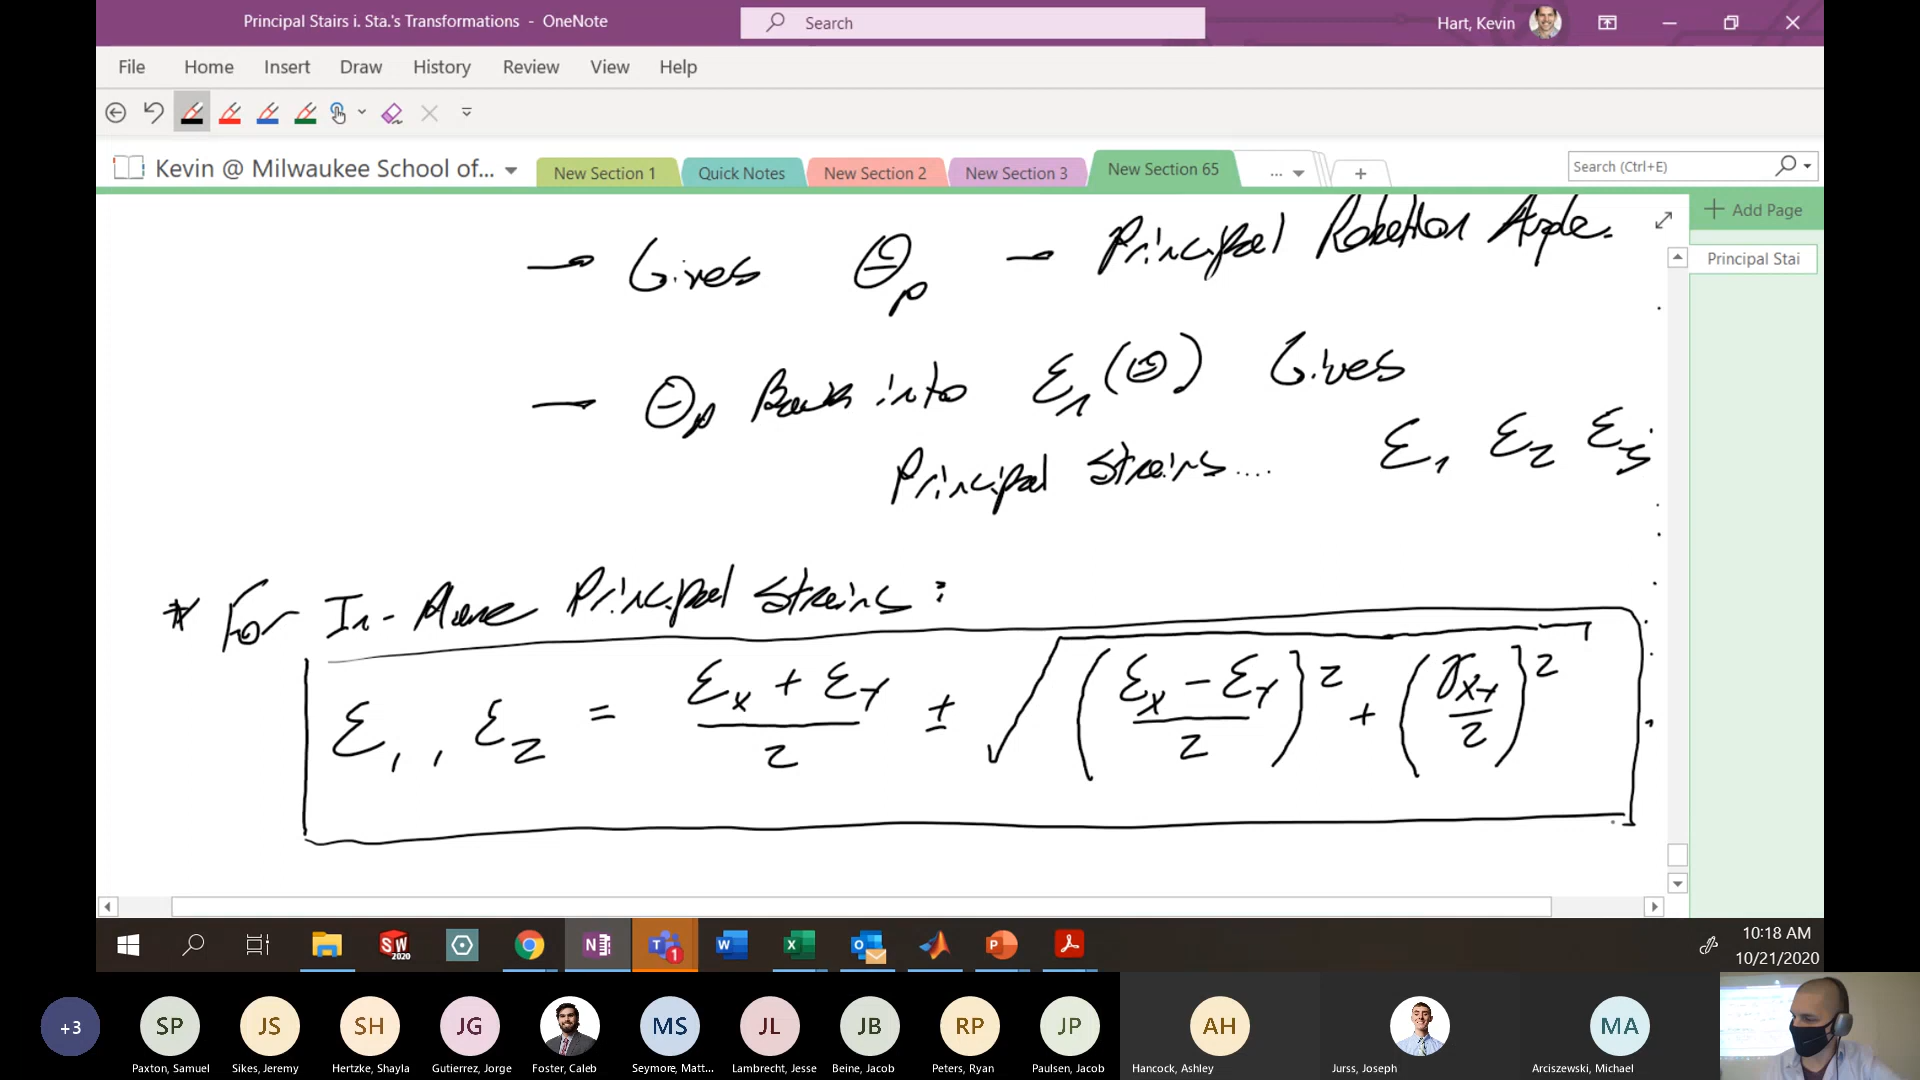 Principal Stairs i. Sta.'s Transformations - OneNote
Search
Hart, Kevin
File Home Insert Draw History Review View Help
Kevin @ Milwaukee School of...
New Section 1 Quick Notes New Section 2 New Section 3 New Section 65 ...
Search (Ctrl+E)
Add Page
Principal Stai
→ Gives Θp → Principal Rotation Angle.
→ Θp Back into ε1(Θ) Gives
Principal Strains.... ε1 ε2 ε3
* For In-Plane Principal Strains:
ε1, ε2 = (εx + εy)/2 ± √(((εx - εy)/2)² + (γxy/2)²)
SW 2020
N
T 1
W
X
O
P
10:18 AM
10/21/2020
+3
SP JS SH JG MS JL JB RP JP AH MA
Paxton, Samuel
Sikes, Jeremy
Hertzke, Shayla
Gutierrez, Jorge
Foster, Caleb
Seymore, Matt...
Lambrecht, Jesse
Beine, Jacob
Peters, Ryan
Paulsen, Jacob
Hancock, Ashley
Jurss, Joseph
Arciszewski, Michael